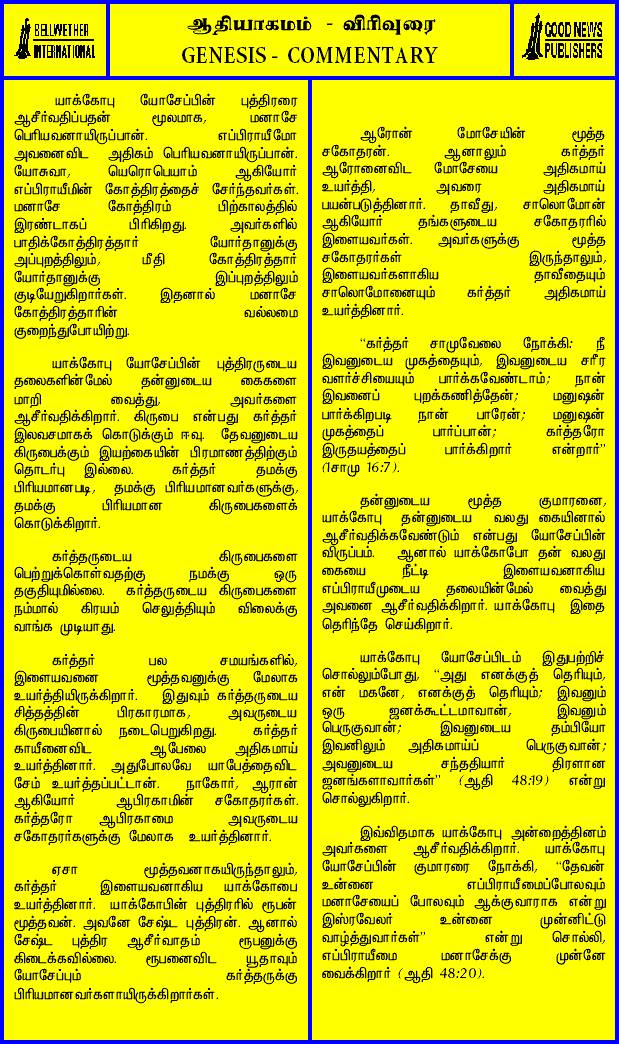 BELLWETHER
INTERNATIONAL
ஆதியாகமம் - விரிவுரை
GENESIS - COMMENTARY
GOOD NEWS
PUBLISHERS
யாக்கோபு யோசேப்பின் புத்திரரை
ஆசீர்வதிப்பதன் மூலமாக, மனாசே
பெரியவனாயிருப்பான். எப்பிராயீமோ
அவனைவிட அதிகம் பெரியவனாயிருப்பான்.
யோசுவா, யெரொபெயாம் ஆகியோர்
எப்பிராயீமின் கோத்திரத்தைச் சேர்ந்தவர்கள்.
மனாசே கோத்திரம் பிற்காலத்தில்
இரண்டாகப் பிரிகிறது. அவர்களில்
பாதிக்கோத்திரத்தார் யோர்தானுக்கு
அப்புறத்திலும், மீதி கோத்திரத்தார்
யோர்தானுக்கு இப்புறத்திலும்
குடியேறுகிறார்கள். இதனால் மனாசே
கோத்திரத்தாரின் வல்லமை
குறைந்துபோயிற்று.
யாக்கோபு யோசேப்பின் புத்திரருடைய
தலைகளின்மேல் தன்னுடைய கைகளை
மாறி வைத்து, அவர்களை
ஆசீர்வதிக்கிறார். கிருபை என்பது கர்த்தர்
இலவசமாகக் கொடுக்கும் ஈவு. தேவனுடைய
கிருபைக்கும் இயற்கையின் பிரமாணத்திற்கும்
தொடர்பு இல்லை. கர்த்தர் தமக்கு
பிரியமானபடி, தமக்கு பிரியமானவர்களுக்கு,
தமக்கு பிரியமான கிருபைகளைக்
கொடுக்கிறார்.
கர்த்தருடைய கிருபைகளை
பெற்றுக்கொள்வதற்கு நமக்கு ஒரு
தகுதியுமில்லை. கர்த்தருடைய கிருபைகளை
நம்மால் கிரயம் செலுத்தியும் விலைக்கு
வாங்க முடியாது.
கர்த்தர் பல சமயங்களில்,
இளையவனை மூத்தவனுக்கு மேலாக
உயர்த்தியிருக்கிறார். இதுவும் கர்த்தருடைய
சித்தத்தின் பிரகாரமாக, அவருடைய
கிருபையினால் நடைபெறுகிறது. கர்த்தர்
காயீனைவிட ஆபேலை அதிகமாய்
உயர்த்தினார். அதுபோலவே யாபேத்தைவிட
சேம் உயர்த்தப்பட்டான். நாகோர், ஆரான்
ஆகியோர் ஆபிரகாமின் சகோதரர்கள்.
கர்த்தரோ ஆபிரகாமை அவருடைய
சகோதரர்களுக்கு மேலாக உயர்த்தினார்.
ஏசா மூத்தவனாகயிருந்தாலும்,
கர்த்தர் இளையவனாகிய யாக்கோபை
உயர்த்தினார். யாக்கோபின் புத்திரரில் ரூபன்
மூத்தவன். அவனே சேஷ்ட புத்திரன். ஆனால்
சேஷ்ட புத்திர ஆசீர்வாதம் ரூபனுக்கு
கிடைக்கவில்லை. ரூபனைவிட யூதாவும்
யோசேப்பும் கர்த்தருக்கு
பிரியமானவர்களாயிருக்கிறார்கள்.
ஆரோன் மோசேயின் மூத்த
சகோதரன். ஆனாலும் கர்த்தர்
ஆரோனைவிட மோசேயை அதிகமாய்
உயர்த்தி, அவரை அதிகமாய்
பயன்படுத்தினார். தாவீது, சாலொமோன்
ஆகியோர் தங்களுடைய சகோதரரில்
இளையவர்கள். அவர்களுக்கு மூத்த
சகோதரர்கள் இருந்தாலும்,
இளையவர்களாகிய தாவீதையும்
சாலொமோனையும் கர்த்தர் அதிகமாய்
உயர்த்தினார்.
“கர்த்தர் சாமுவேலை நோக்கி: நீ
இவனுடைய முகத்தையும், இவனுடைய சரீர
வளர்ச்சியையும் பார்க்கவேண்டாம்; நான்
இவனைப் புறக்கணித்தேன்; மனுஷன்
பார்க்கிறபடி நான் பாரேன்; மனுஷன்
முகத்தைப் பார்ப்பான்; கர்த்தரோ
இருதயத்தைப் பார்க்கிறார் என்றார்”
(1சாமு 16:7).
தன்னுடைய மூத்த குமாரனை,
யாக்கோபு தன்னுடைய வலது கையினால்
ஆசீர்வதிக்கவேண்டும் என்பது யோசேப்பின்
விருப்பம். ஆனால் யாக்கோபோ தன் வலது
கையை நீட்டி இளையவனாகிய
எப்பிராயீமுடைய தலையின்மேல் வைத்து
அவனை ஆசீர்வதிக்கிறார். யாக்கோபு இதை
தெரிந்தே செய்கிறார்.
யாக்கோபு யோசேப்பிடம் இதுபற்றிச்
சொல்லும்போது, “அது எனக்குத் தெரியும்,
என் மகனே, எனக்குத் தெரியும்; இவனும்
ஒரு ஜனக்கூட்டமாவான், இவனும்
பெருகுவான்; இவனுடைய தம்பியோ
இவனிலும் அதிகமாய்ப் பெருகுவான்;
அவனுடைய சந்ததியார் திரளான
ஜனங்களாவார்கள்” (ஆதி 48:19) என்று
சொல்லுகிறார்.
இவ்விதமாக யாக்கோபு அன்றைத்தினம்
அவர்களை ஆசீர்வதிக்கிறார். யாக்கோபு
யோசேப்பின் குமாரரை நோக்கி, “தேவன்
உன்னை எப்பிராயீமைப்போலவும்
மனாசேயைப் போலவும் ஆக்குவாராக என்று
இஸ்ரவேலர் உன்னை முன்னிட்டு
வாழ்த்துவார்கள்” என்று சொல்லி,
எப்பிராயீமை மனாசேக்கு முன்னே
வைக்கிறார் (ஆதி 48:20).